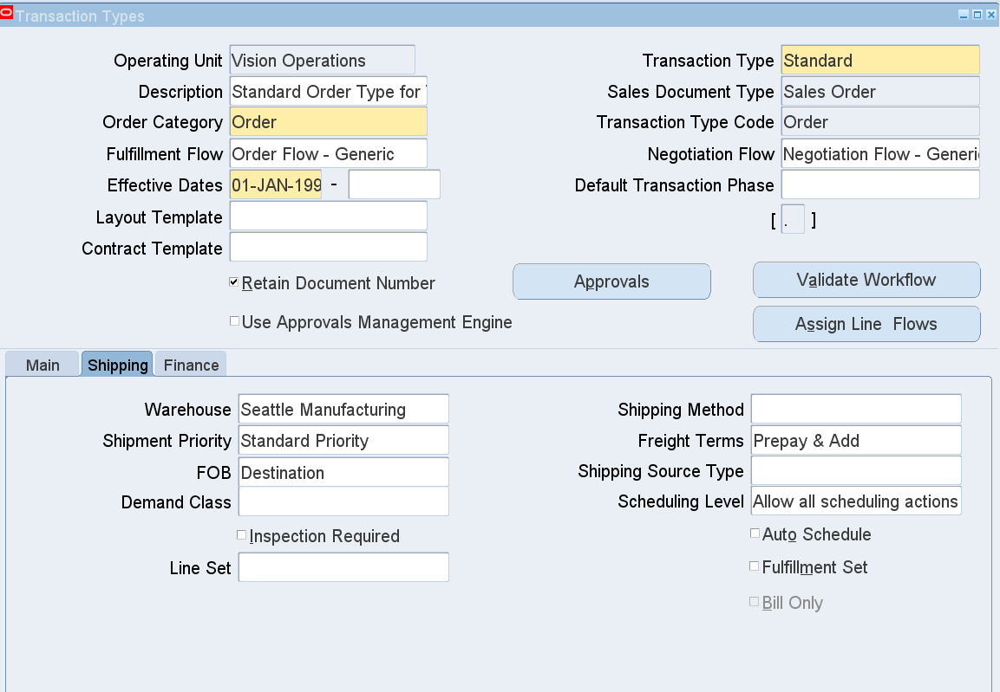 Transaction Types
Operating Unit Vision Operations
Transaction Type Standard
Description Standard Order Type for
Sales Document Type Sales Order
Order Category Order
Transaction Type Code Order
Fulfillment Flow Order Flow - Generic
Negotiation Flow Negotiation Flow - Generi
Effective Dates 01-JAN-199 -
Default Transaction Phase
Layout Template
[ . ]
Contract Template
Retain Document Number
Approvals
Validate Workflow
Use Approvals Management Engine
Assign Line Flows
Main Shipping Finance
Warehouse Seattle Manufacturing
Shipping Method
Shipment Priority Standard Priority
Freight Terms Prepay & Add
FOB Destination
Shipping Source Type
Demand Class
Scheduling Level Allow all scheduling actions
Inspection Required
Auto Schedule
Line Set
Fulfillment Set
Bill Only